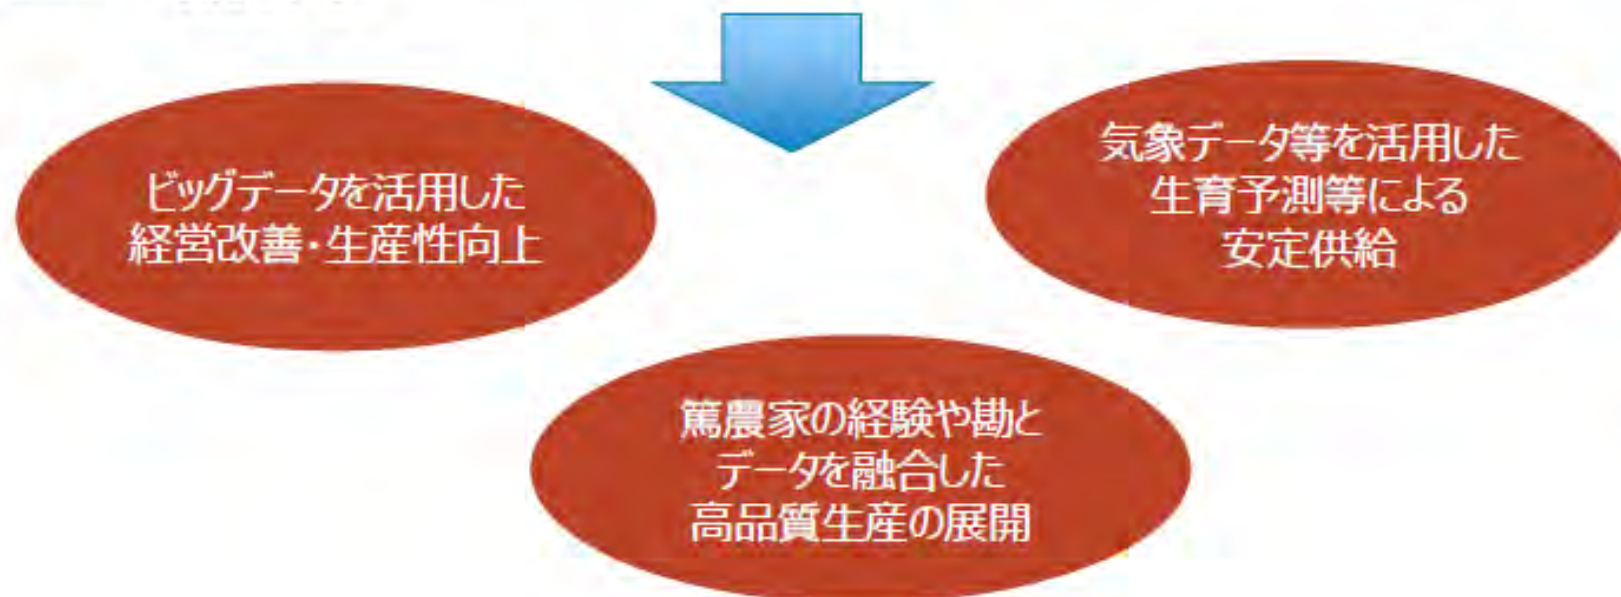 ビッグデータを活用した
経営改善・生産性向上
気象データ等を活用した
生育予測等による
安定供給
篤農家の経験や勘と
データを融合した
高品質生産の展開